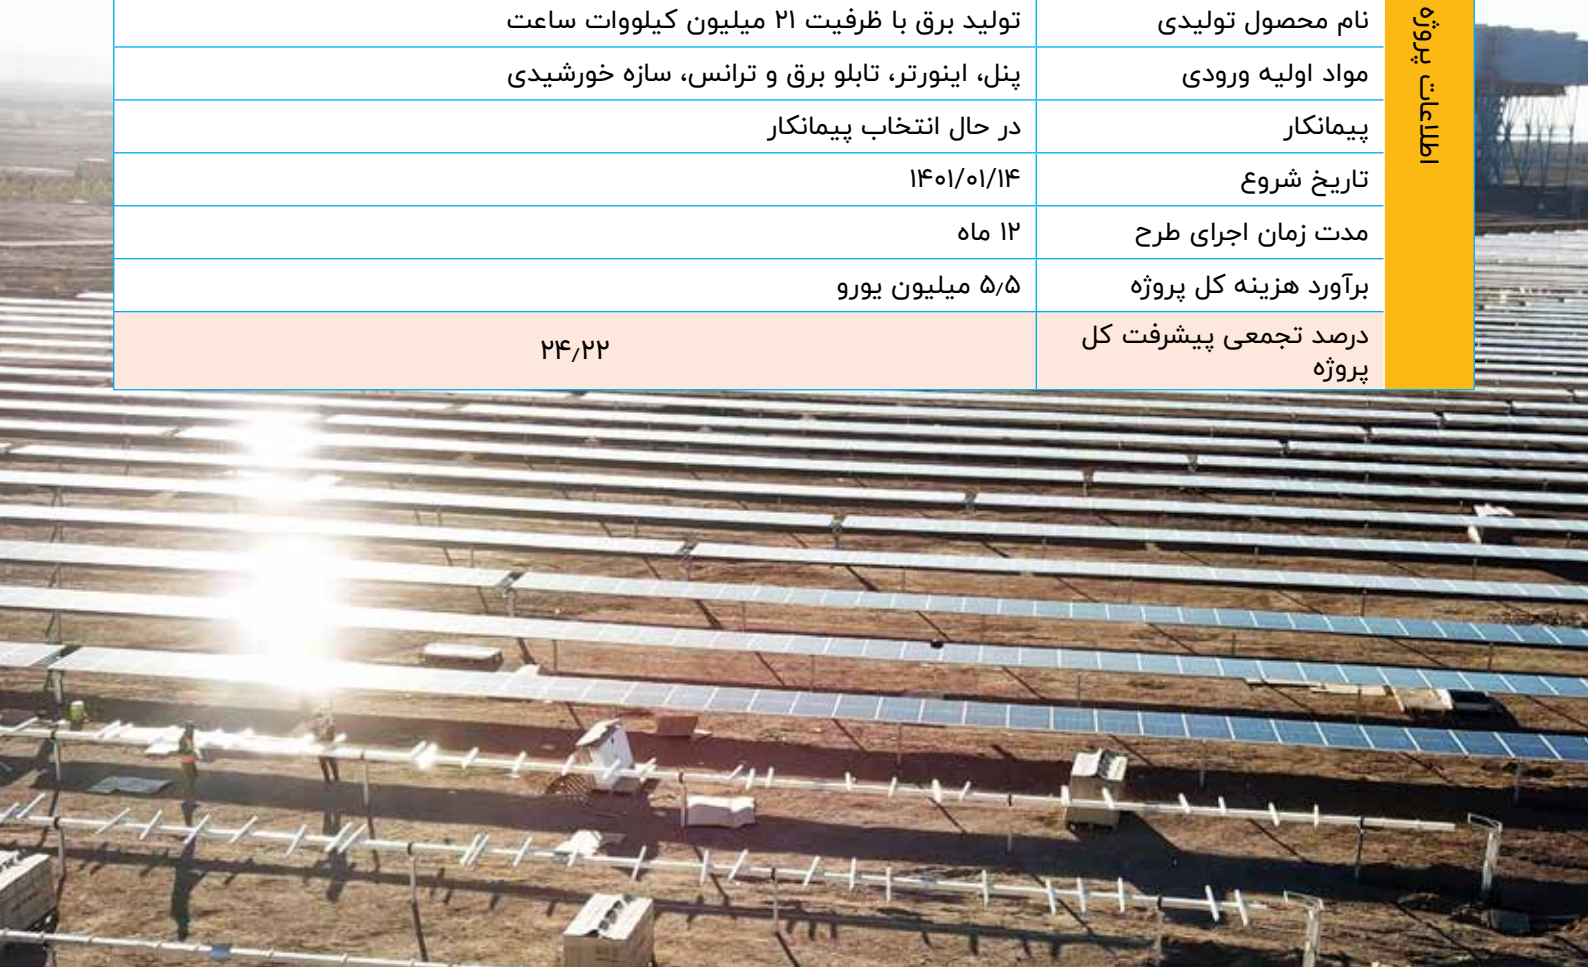 اطلاعات پروژه
نام محصول تولیدی
تولید برق با ظرفیت ۲۱ میلیون کیلووات ساعت
مواد اولیه ورودی
پنل، اینورتر، تابلو برق و ترانس، سازه خورشیدی
پیمانکار
در حال انتخاب پیمانکار
تاریخ شروع
۱۴۰۱/۰۱/۱۴
مدت زمان اجرای طرح
۱۲ ماه
برآورد هزینه کل پروژه
۵٫۵ میلیون یورو
درصد تجمعی پیشرفت کل
پروژه
۲۴٫۲۲